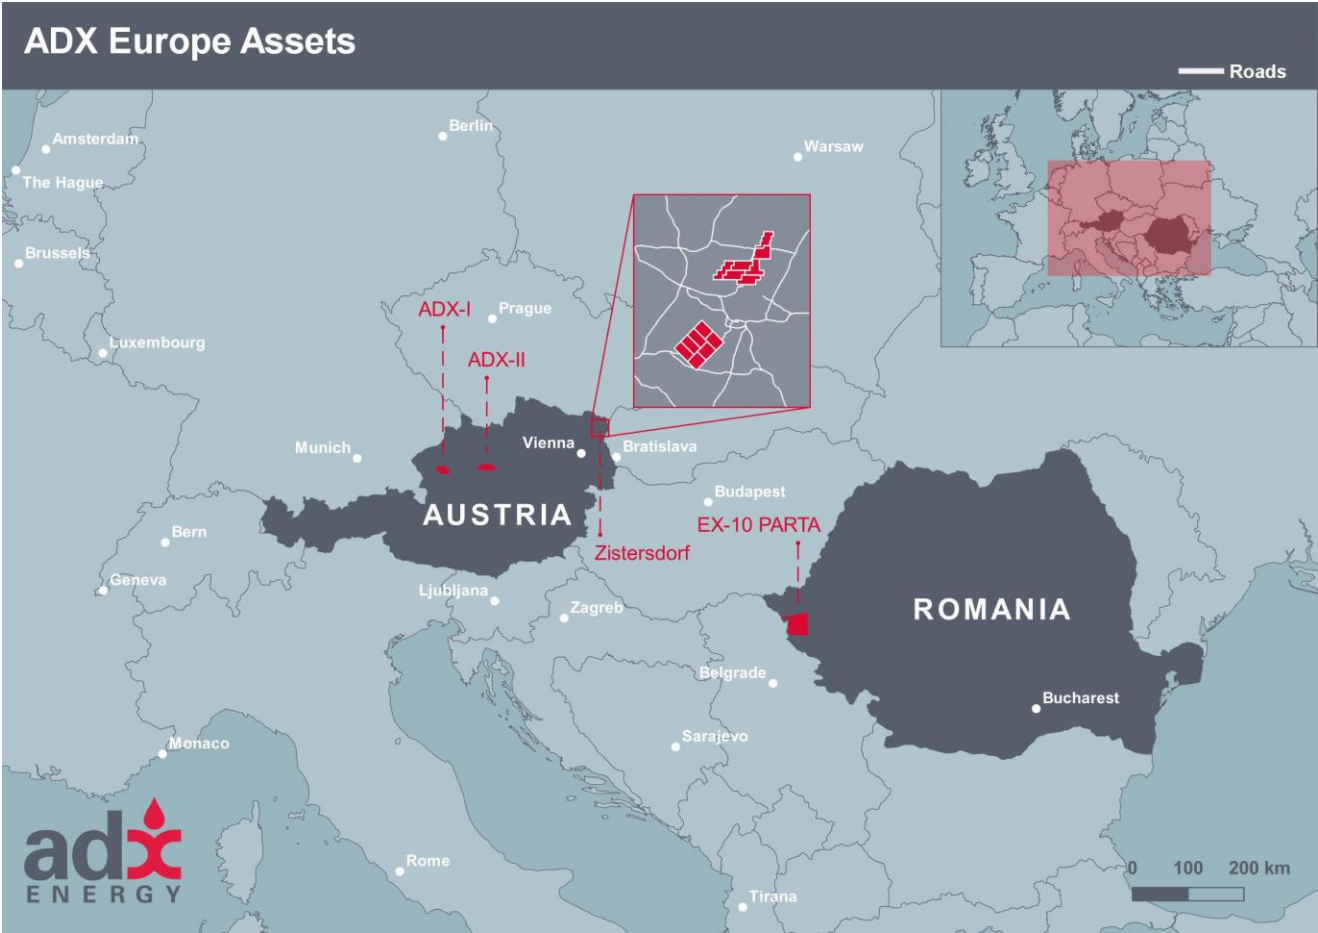 ADX Europe Assets
Roads
Berlin
Amsterdam
Warsaw
The Hague
Brussels
ADX-I
Prague
Luxembourg
ADX-II
Munich
Vienna
Bratislava
Budapest
AUSTRIA
EX-10 PARTA
Bern
Zistersdorf
Geneva
Ljubljana
Zagreb
ROMANIA
Belgrade
Bucharest
Sarajevo
Monaco
adx
ENERGY
Rome
0 100 200 km
Tirana